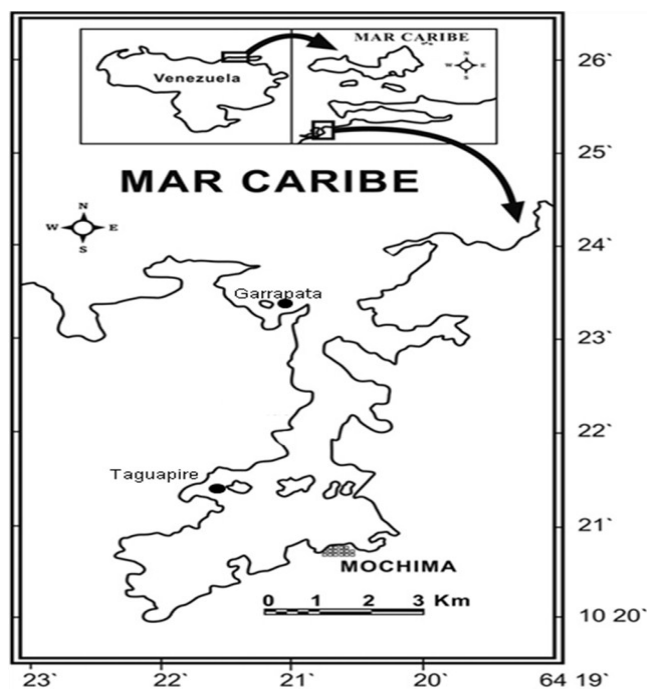 MAR CARIBE
N
W E
S
Venezuela
MAR CARIBE
N
W E
S
Garrapata
Taguapire
MOCHIMA
0 1 2 3 Km
26`
25`
24`
23`
22`
21`
10 20`
23` 22` 21` 20` 64 19`